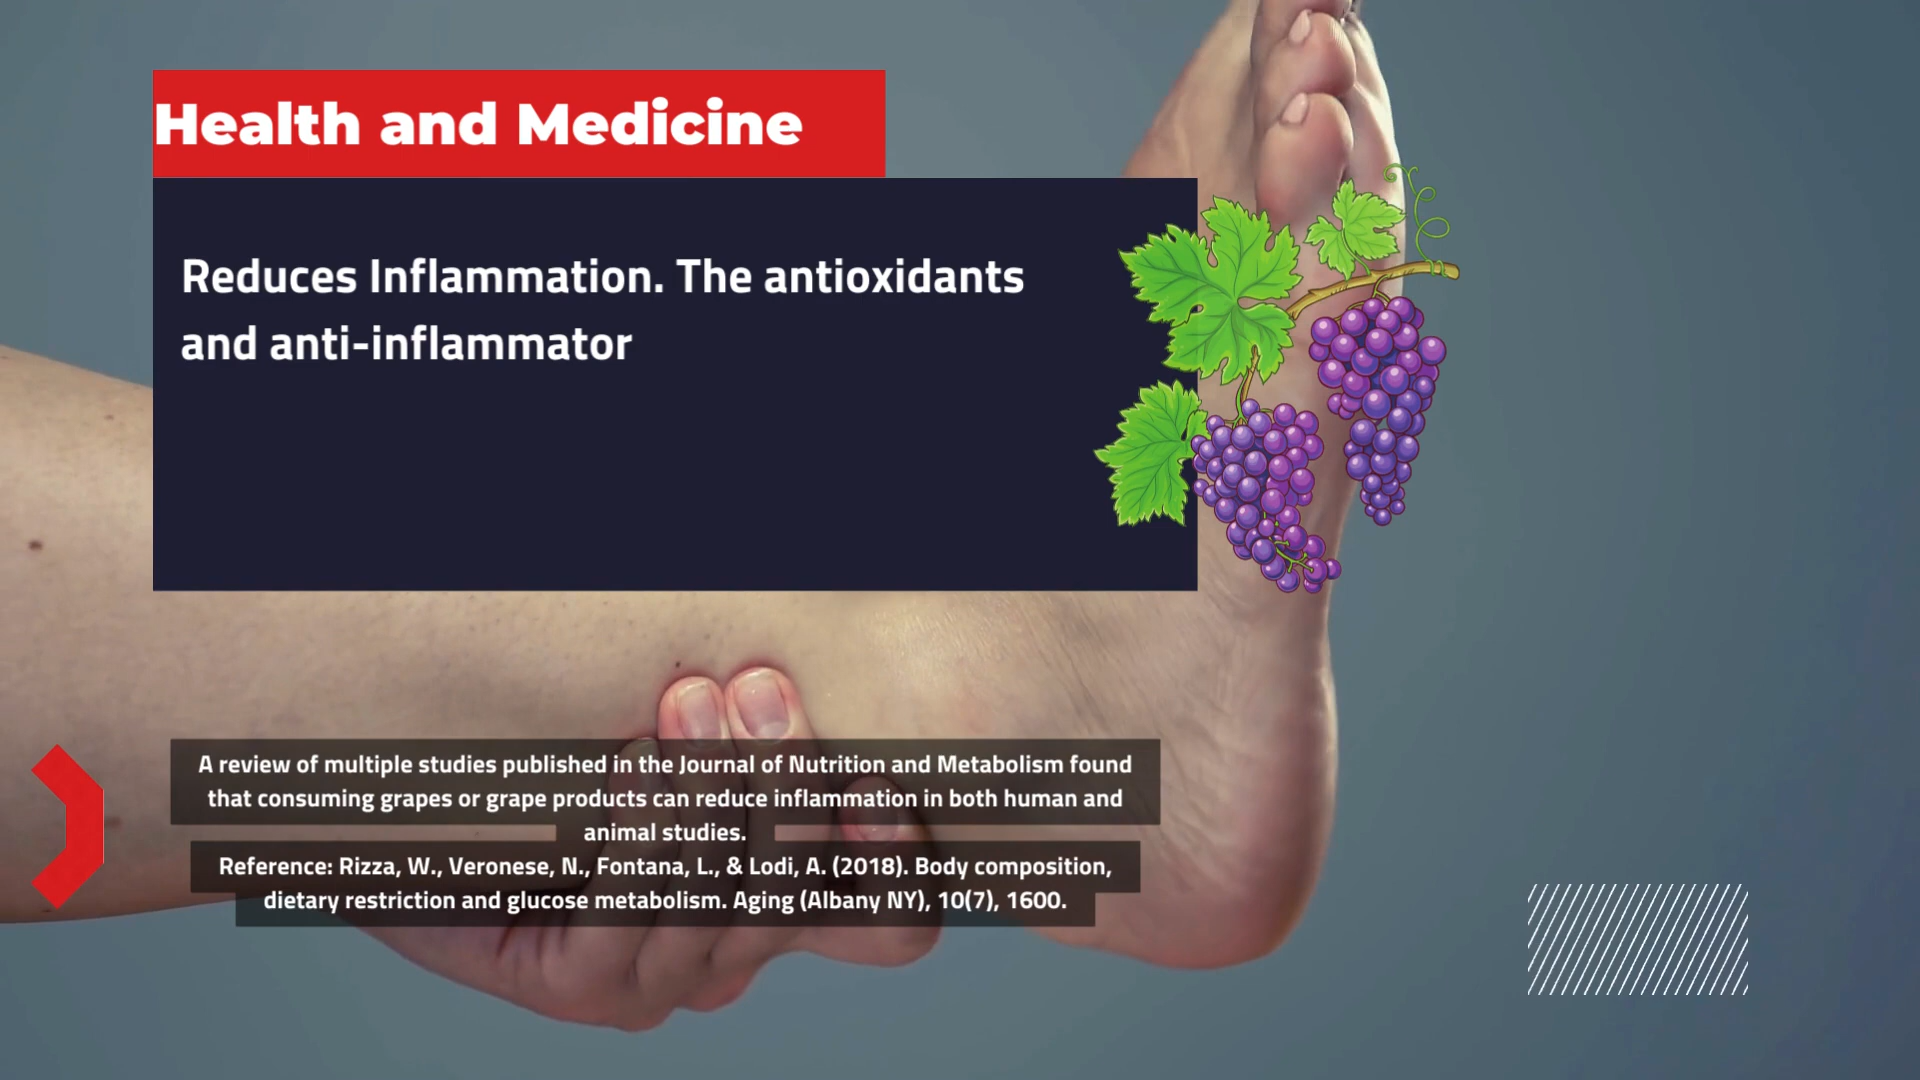 Health and Medicine
Reduces Inflammation. The antioxidants
and anti-inflammator
A review of multiple studies published in the Journal of Nutrition and Metabolism found
that consuming grapes or grape products can reduce inflammation in both human and
animal studies.
Reference: Rizza, W., Veronese, N., Fontana, L., & Lodi, A. (2018). Body composition,
dietary restriction and glucose metabolism. Aging (Albany NY), 10(7), 1600.